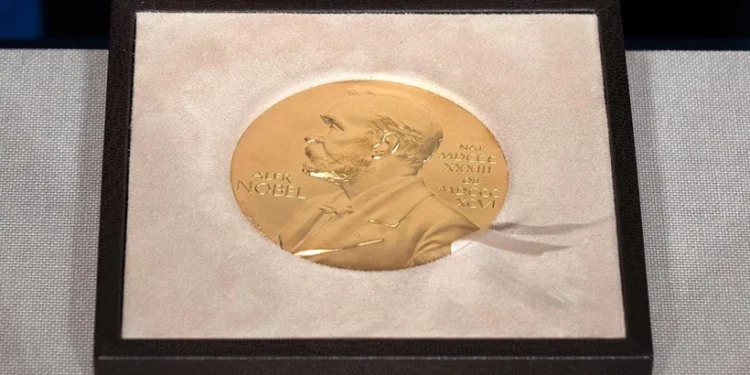 ALFR·
NOBEL
NAT·
MDCCC
XXXIII
OB·
MDCCC
XCVI